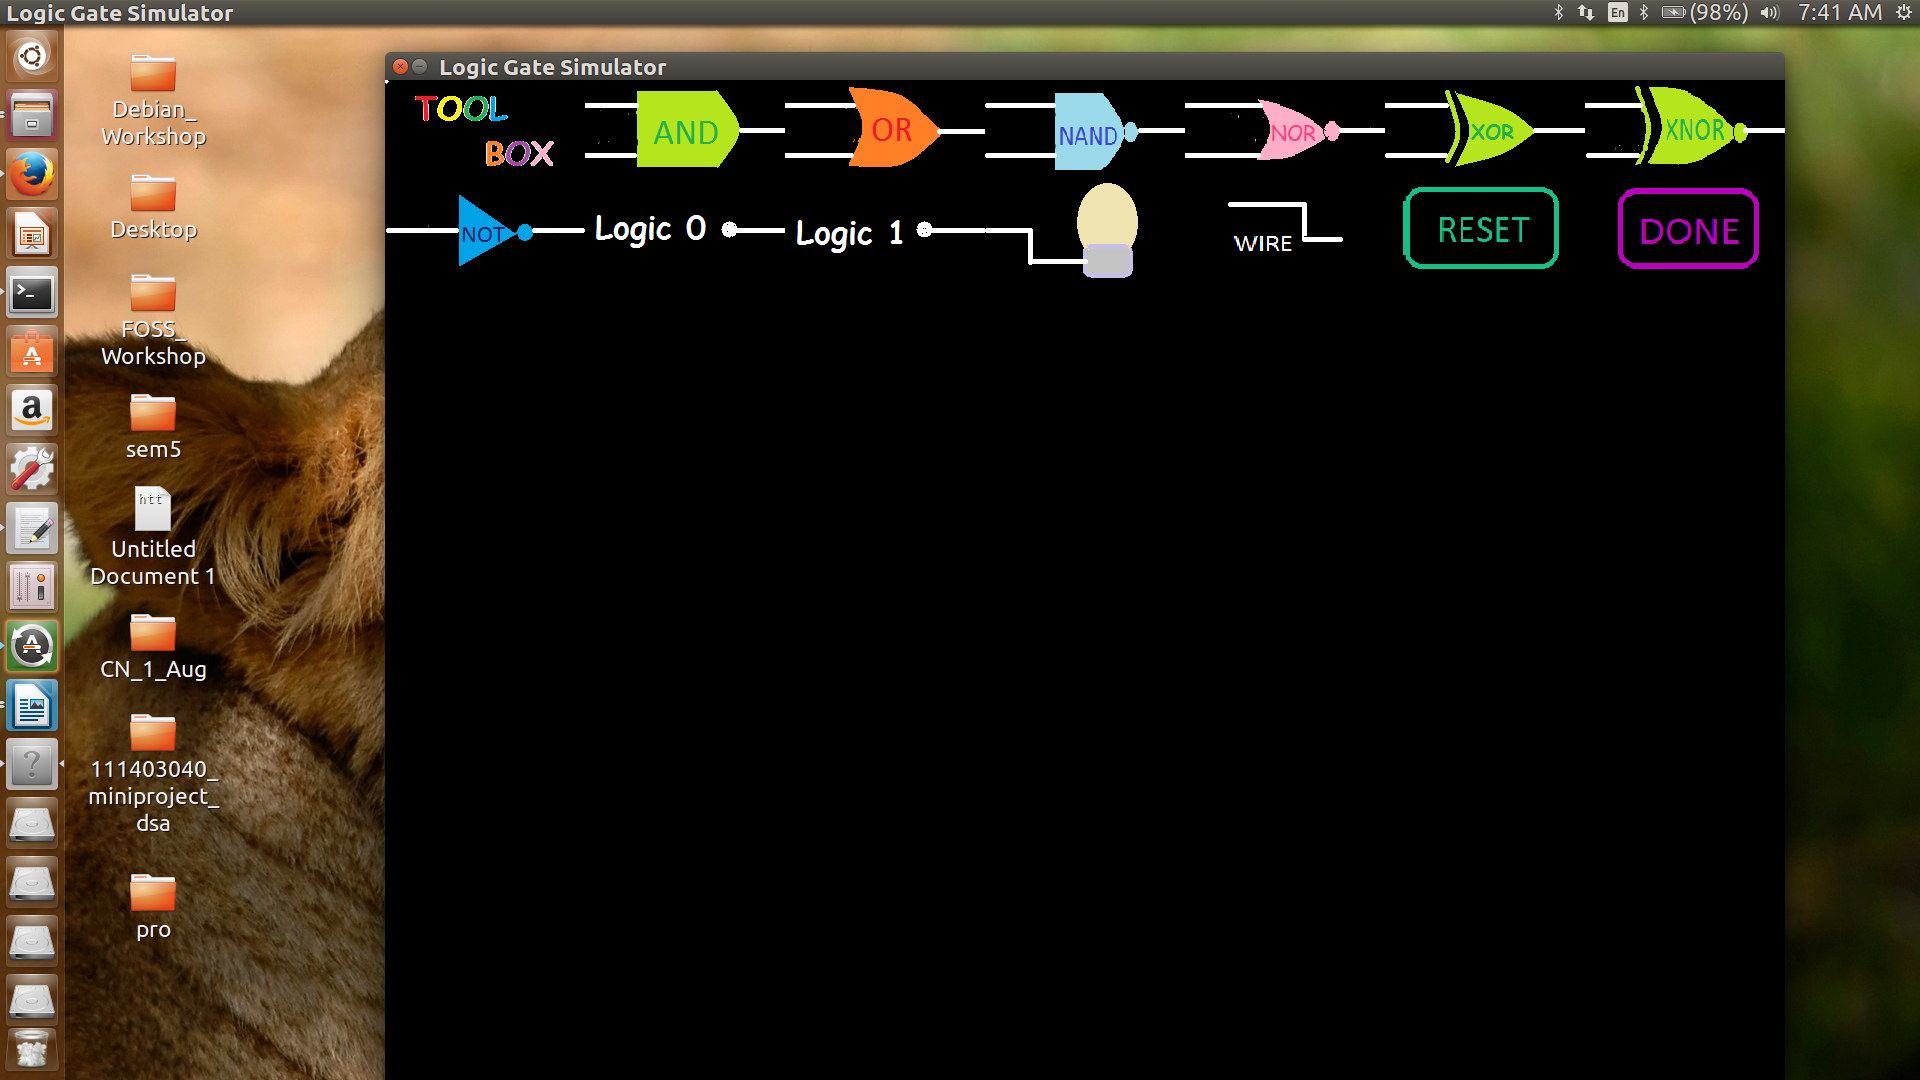 Logic Gate Simulator
En
(98%)
7:41 AM
Debian_
Workshop
Desktop
FOSS_
Workshop
sem5
htt
Untitled
Document 1
CN_1_Aug
111403040_
miniproject_
dsa
pro
Logic Gate Simulator
TOOL
BOX
AND
OR
NAND
NOR
XOR
XNOR
NOT
Logic 0
Logic 1
WIRE
RESET
DONE